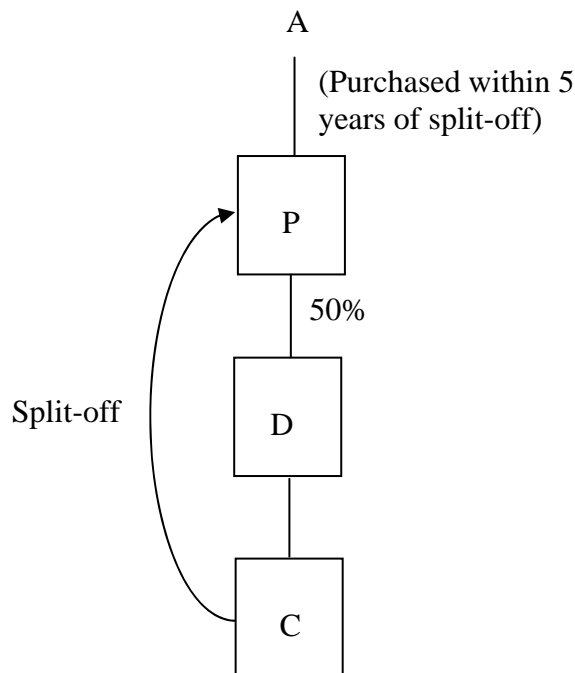 A
(Purchased within 5
years of split-off)
P
50%
Split-off
D
C